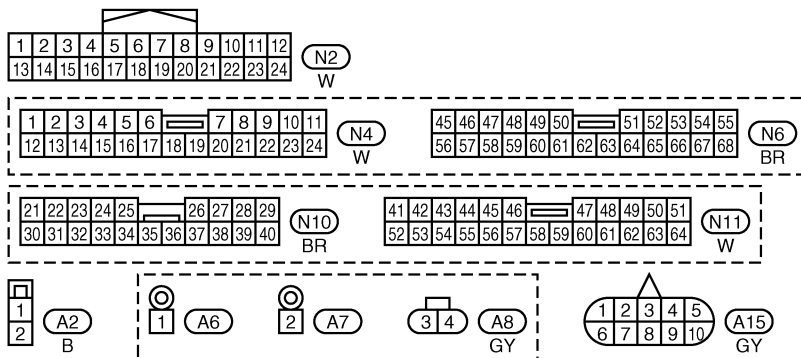 1 2 3 4 5 6 7 8 9 10 11 12
13 14 15 16 17 18 19 20 21 22 23 24
N2
W
1 2 3 4 5 6 7 8 9 10 11
12 13 14 15 16 17 18 19 20 21 22 23 24
N4
W
45 46 47 48 49 50 51 52 53 54 55
56 57 58 59 60 61 62 63 64 65 66 67 68
N6
BR
21 22 23 24 25 26 27 28 29
30 31 32 33 34 35 36 37 38 39 40
N10
BR
41 42 43 44 45 46 47 48 49 50 51
52 53 54 55 56 57 58 59 60 61 62 63 64
N11
W
1
2
A2
B
1
A6
2
A7
3 4
A8
GY
1 2 3 4 5
6 7 8 9 10
A15
GY